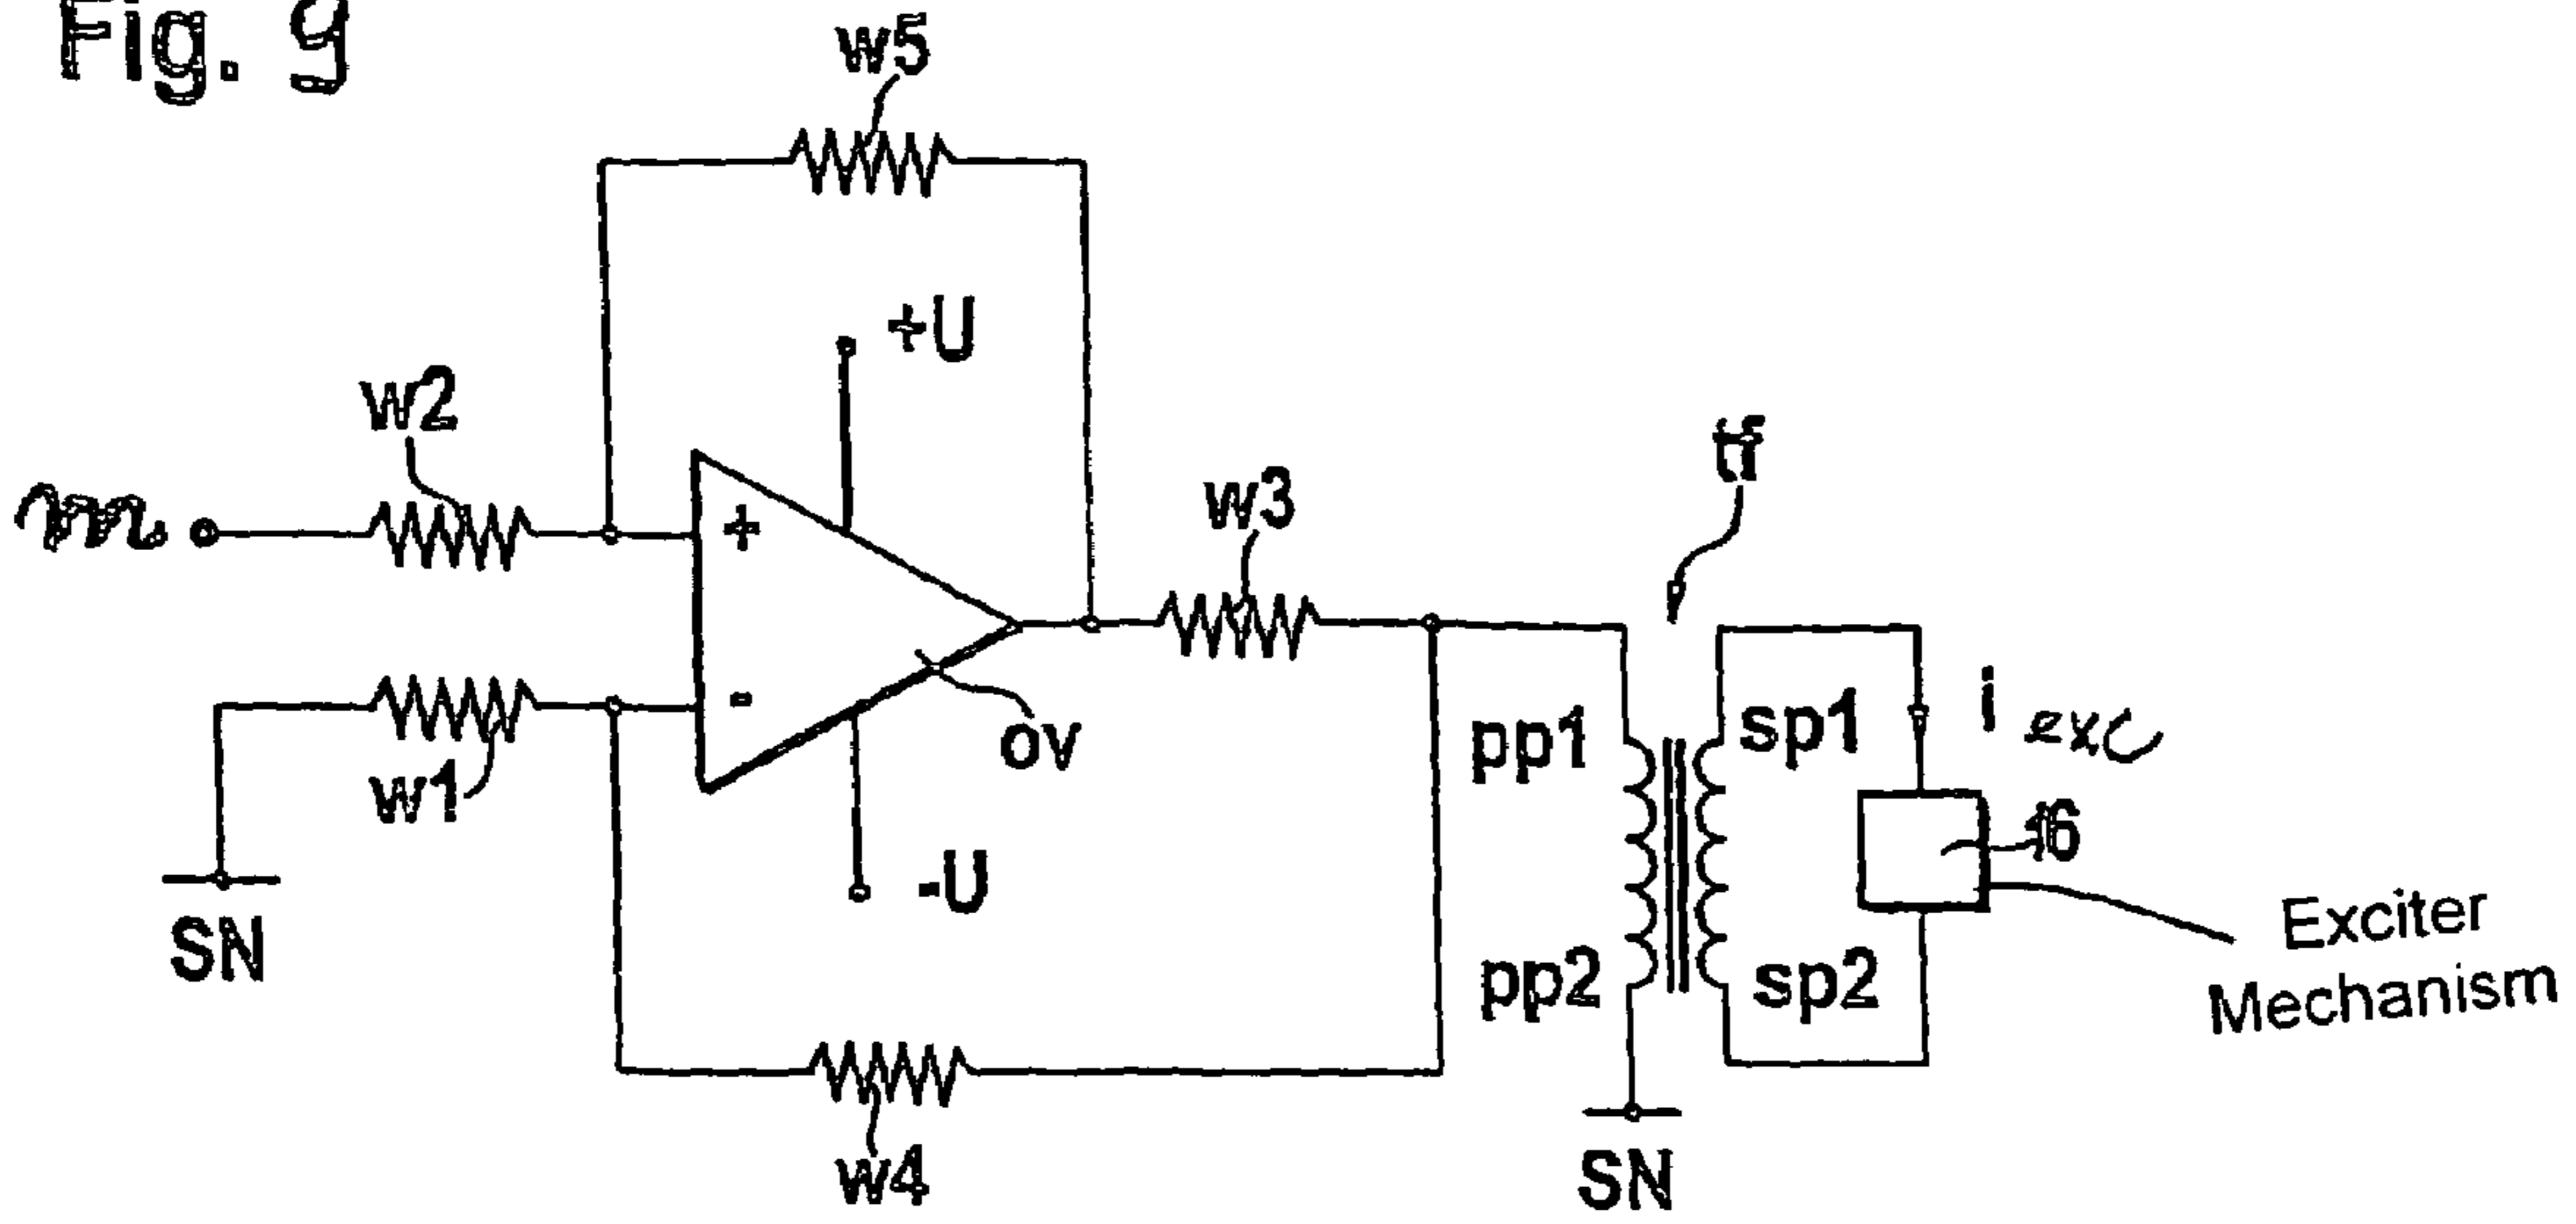 Fig. 9
w5
+U
w2
tf
w3
m
+
-
ov
w1
pp1
sp1
i exc
16
-U
SN
Exciter
Mechanism
pp2
sp2
w4
SN